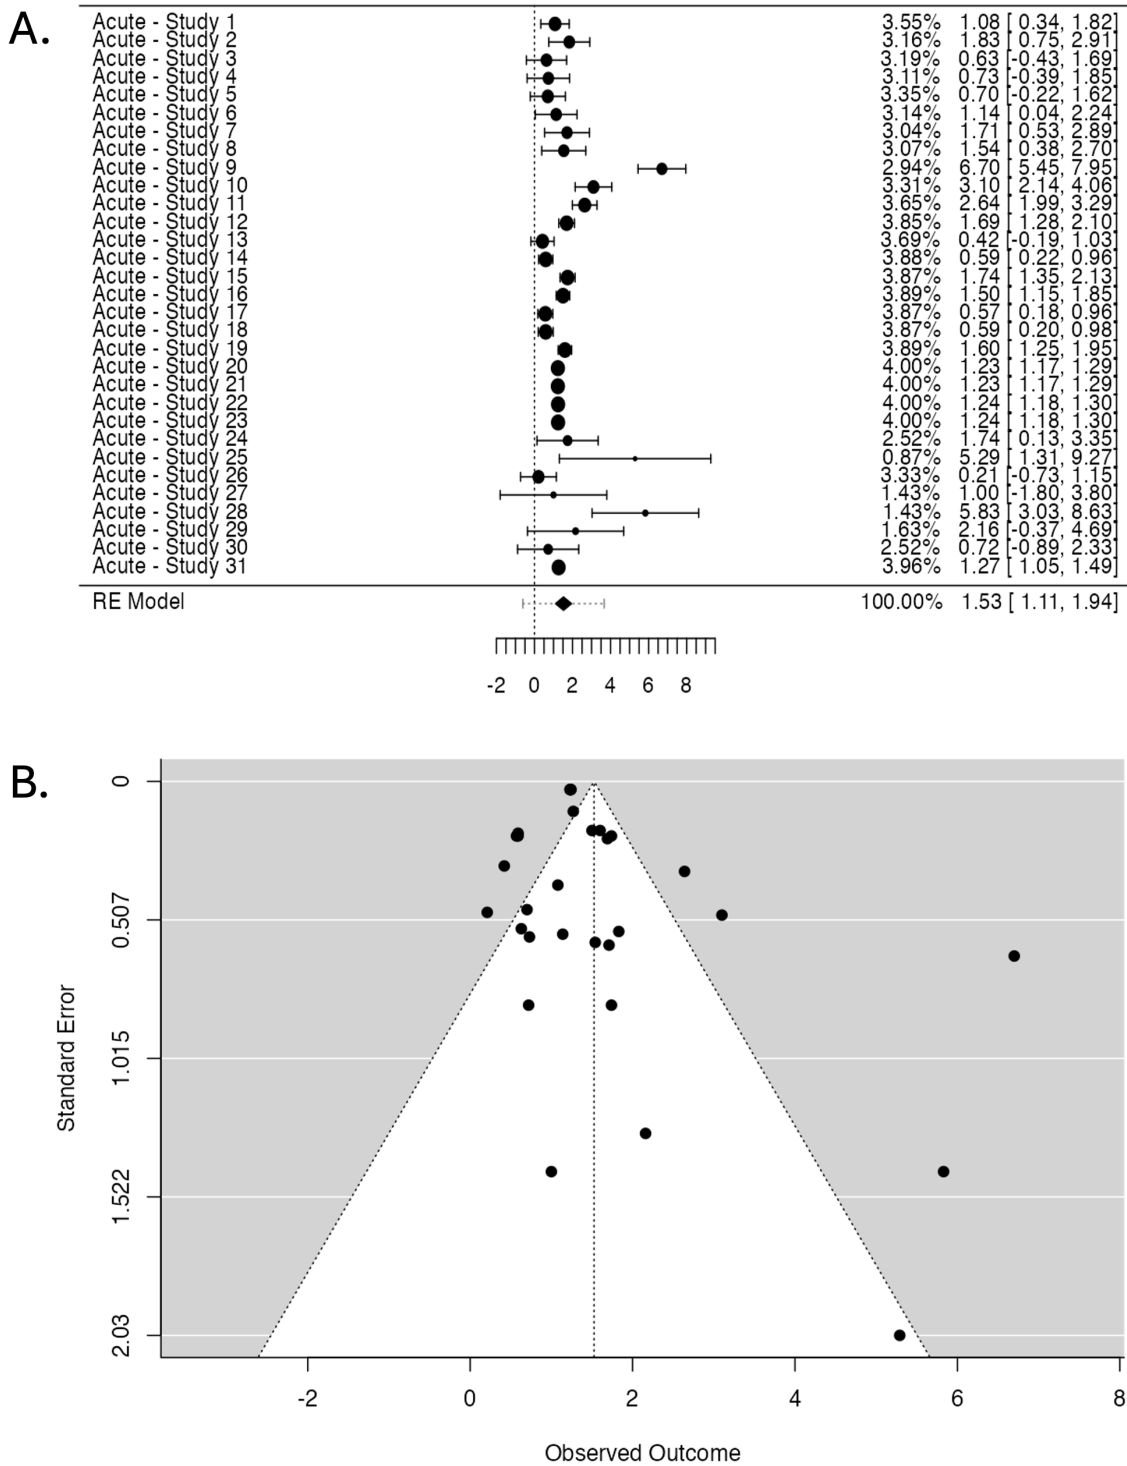 A.
Acute - Study 1 3.55% 1.08 [ 0.34, 1.82]
Acute - Study 2 3.16% 1.83 [ 0.75, 2.91]
Acute - Study 3 3.19% 0.63 [-0.43, 1.69]
Acute - Study 4 3.11% 0.73 [-0.39, 1.85]
Acute - Study 5 3.35% 0.70 [-0.22, 1.62]
Acute - Study 6 3.14% 1.14 [ 0.04, 2.24]
Acute - Study 7 3.04% 1.71 [ 0.53, 2.89]
Acute - Study 8 3.07% 1.54 [ 0.38, 2.70]
Acute - Study 9 2.94% 6.70 [ 5.45, 7.95]
Acute - Study 10 3.31% 3.10 [ 2.14, 4.06]
Acute - Study 11 3.65% 2.64 [ 1.99, 3.29]
Acute - Study 12 3.85% 1.69 [ 1.28, 2.10]
Acute - Study 13 3.69% 0.42 [-0.19, 1.03]
Acute - Study 14 3.88% 0.59 [ 0.22, 0.96]
Acute - Study 15 3.87% 1.74 [ 1.35, 2.13]
Acute - Study 16 3.89% 1.50 [ 1.15, 1.85]
Acute - Study 17 3.87% 0.57 [ 0.18, 0.96]
Acute - Study 18 3.87% 0.59 [ 0.20, 0.98]
Acute - Study 19 3.89% 1.60 [ 1.25, 1.95]
Acute - Study 20 4.00% 1.23 [ 1.17, 1.29]
Acute - Study 21 4.00% 1.23 [ 1.17, 1.29]
Acute - Study 22 4.00% 1.24 [ 1.18, 1.30]
Acute - Study 23 4.00% 1.24 [ 1.18, 1.30]
Acute - Study 24 2.52% 1.74 [ 0.13, 3.35]
Acute - Study 25 0.87% 5.29 [ 1.31, 9.27]
Acute - Study 26 3.33% 0.21 [-0.73, 1.15]
Acute - Study 27 1.43% 1.00 [-1.80, 3.80]
Acute - Study 28 1.43% 5.83 [ 3.03, 8.63]
Acute - Study 29 1.63% 2.16 [-0.37, 4.69]
Acute - Study 30 2.52% 0.72 [-0.89, 2.33]
Acute - Study 31 3.96% 1.27 [ 1.05, 1.49]
RE Model 100.00% 1.53 [ 1.11, 1.94]
-2 0 2 4 6 8
B.
Standard Error
0
0.507
1.015
1.522
2.03
-2 0 2 4 6 8
Observed Outcome